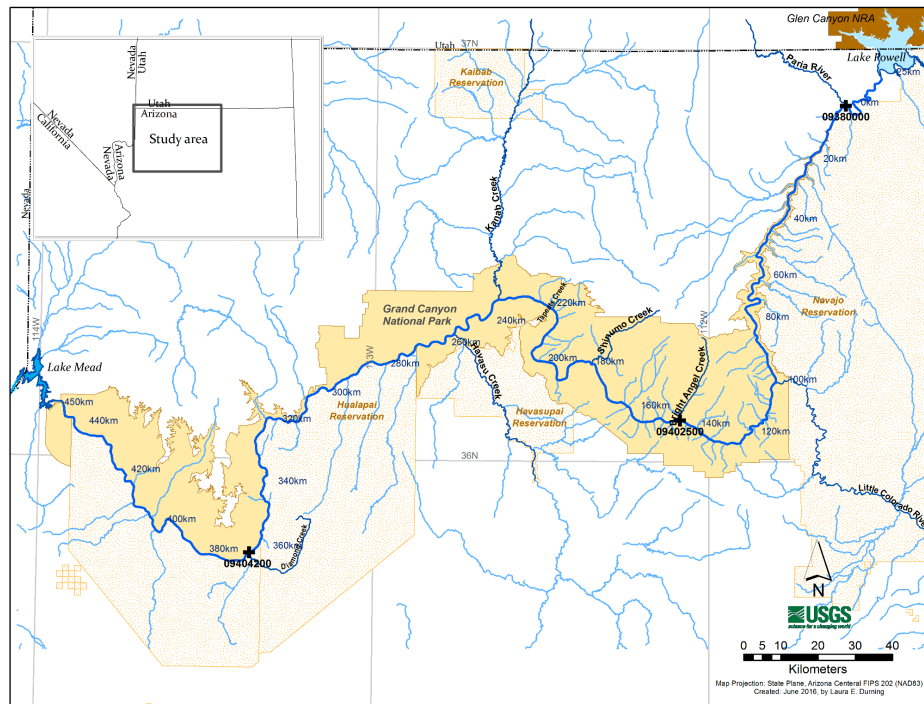 Glen Canyon NRA
Utah
37N
Nevada
Utah
Paria River
Lake Powell
Kaibab
Reservation
25km
0km
09380000
Utah
Arizona
Study area
Nevada
California
Arizona
Nevada
20km
Nevada
Kanab Creek
40km
60km
Grand Canyon
National Park
Tapeats Creek
220km
Navajo
Reservation
240km
Shinumo Creek
80km
112W
114W
113W
260km
Havasu Creek
200km
180km
Lake Mead
280km
Bright Angel Creek
100km
300km
Hualapai
Reservation
Havasupai
Reservation
160km
450km
440km
320km
09402500
140km
120km
36N
420km
340km
Little Colorado River
400km
380km
360km
Diamond Creek
09404200
N
USGS
science for a changing world
0 5 10 20 30 40
Kilometers
Map Projection: State Plane, Arizona Centeral FIPS 202 (NAD83)
Created: June 2016, by Laura E. Durning